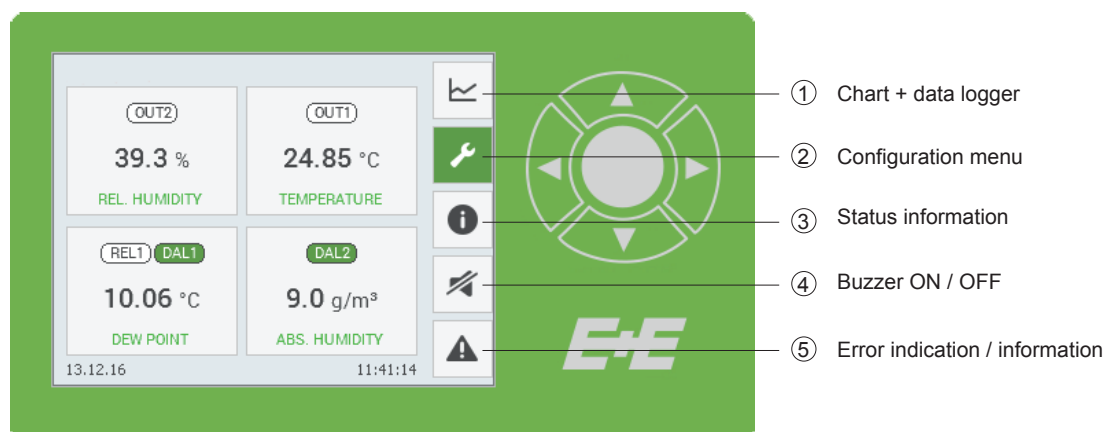 OUT2
39.3 %
REL. HUMIDITY
OUT1
24.85 °C
TEMPERATURE
REL1 DAL1
10.06 °C
DEW POINT
DAL2
9.0 g/m³
ABS. HUMIDITY
13.12.16
11:41:14
E+E
1 Chart + data logger
2 Configuration menu
3 Status information
4 Buzzer ON / OFF
5 Error indication / information